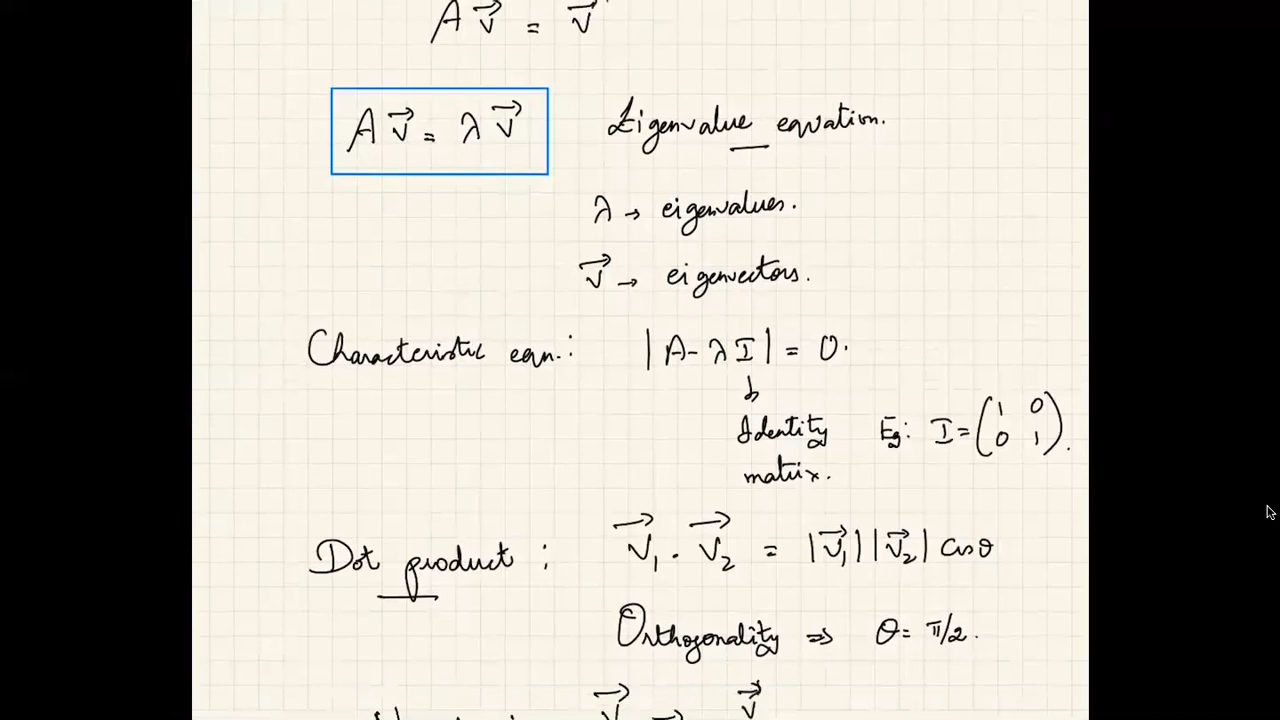 A v⃗ = v⃗'
A v⃗ = λ v⃗ Eigenvalue equation.
λ → eigenvalues.
v⃗ → eigenvectors.
Characteristic eqn.: |A - λ I| = 0.
Identity Eg: I = (1 0
0 1).
matrix.
Dot product : v⃗₁ . v⃗₂ = |v⃗₁| |v⃗₂| cosθ
Orthogonality ⇒ θ = π/2.